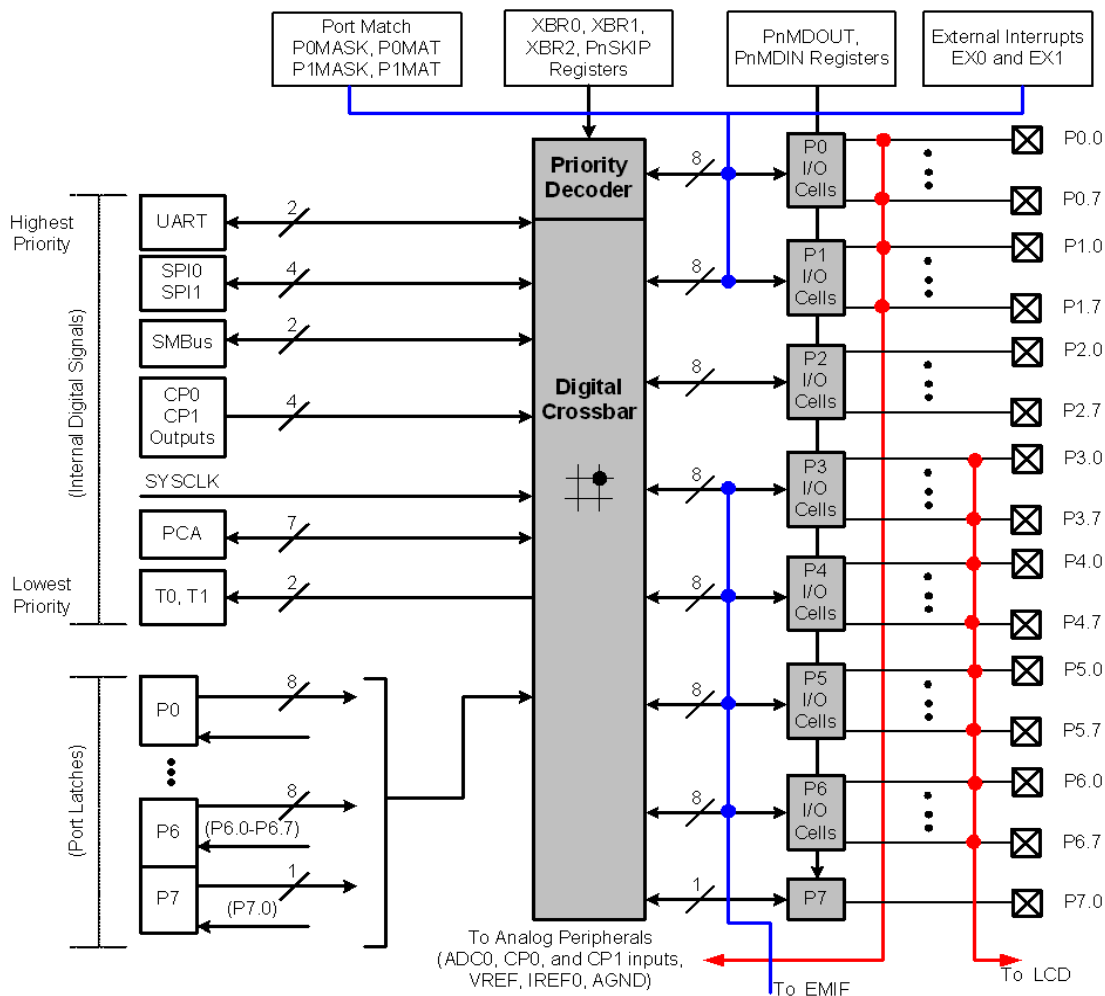 Port Match
P0MASK, P0MAT
P1MASK, P1MAT
XBR0, XBR1,
XBR2, PnSKIP
Registers
PnMDOUT,
PnMDIN Registers
External Interrupts
EX0 and EX1
Highest
Priority
(Internal Digital Signals)
Lowest
Priority
UART
2
SPI0
SPI1
4
SMBus
2
CP0
CP1
Outputs
4
SYSCLK
PCA
7
T0, T1
2
(Port Latches)
P0
8
P6
8
(P6.0-P6.7)
P7
1
(P7.0)
Priority
Decoder
Digital
Crossbar
8
P0
I/O
Cells
P0.0
P0.7
8
P1
I/O
Cells
P1.0
P1.7
8
P2
I/O
Cells
P2.0
P2.7
8
P3
I/O
Cells
P3.0
P3.7
8
P4
I/O
Cells
P4.0
P4.7
8
P5
I/O
Cells
P5.0
P5.7
8
P6
I/O
Cells
P6.0
P6.7
1
P7
P7.0
To Analog Peripherals
(ADC0, CP0, and CP1 inputs,
VREF, IREF0, AGND)
To EMIF
To LCD